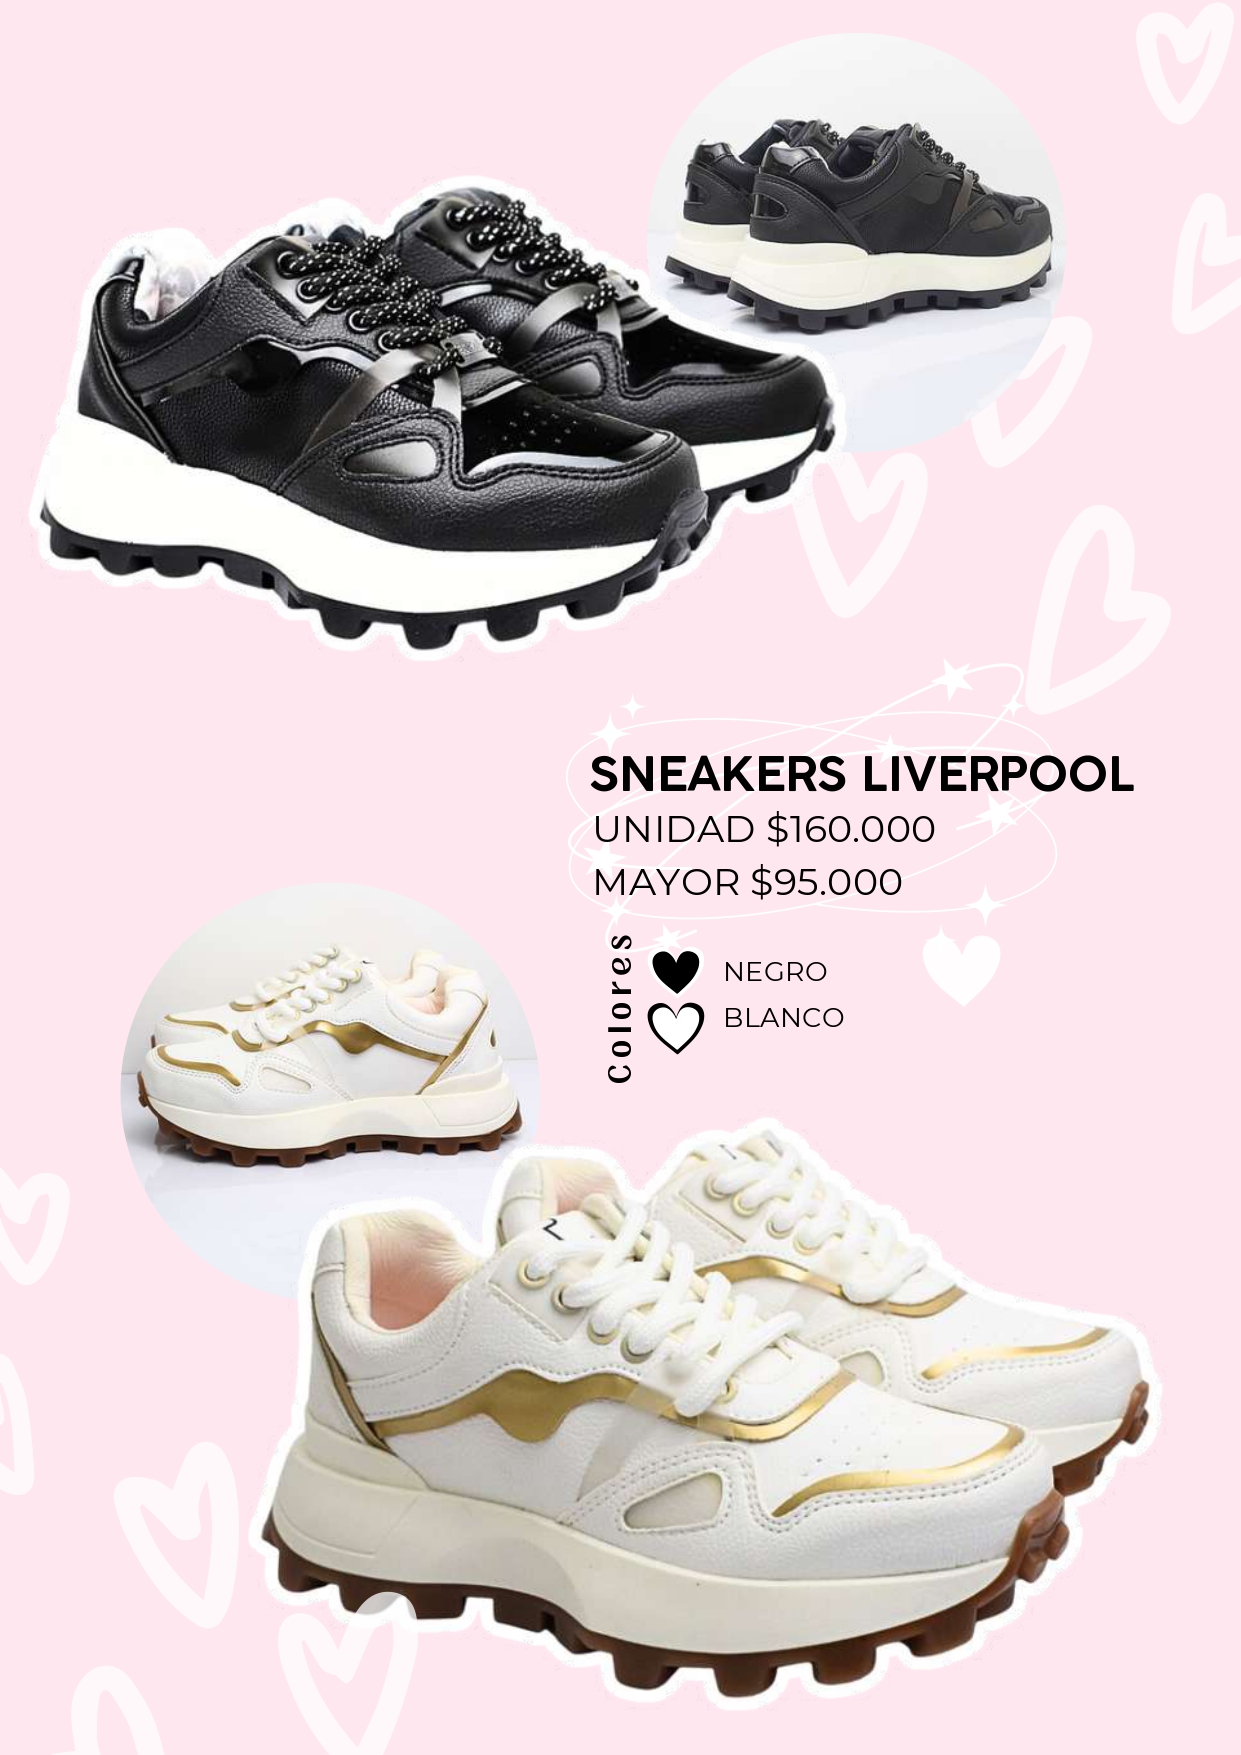 SNEAKERS LIVERPOOL
UNIDAD $160.000
MAYOR $95.000
Colores
NEGRO
BLANCO